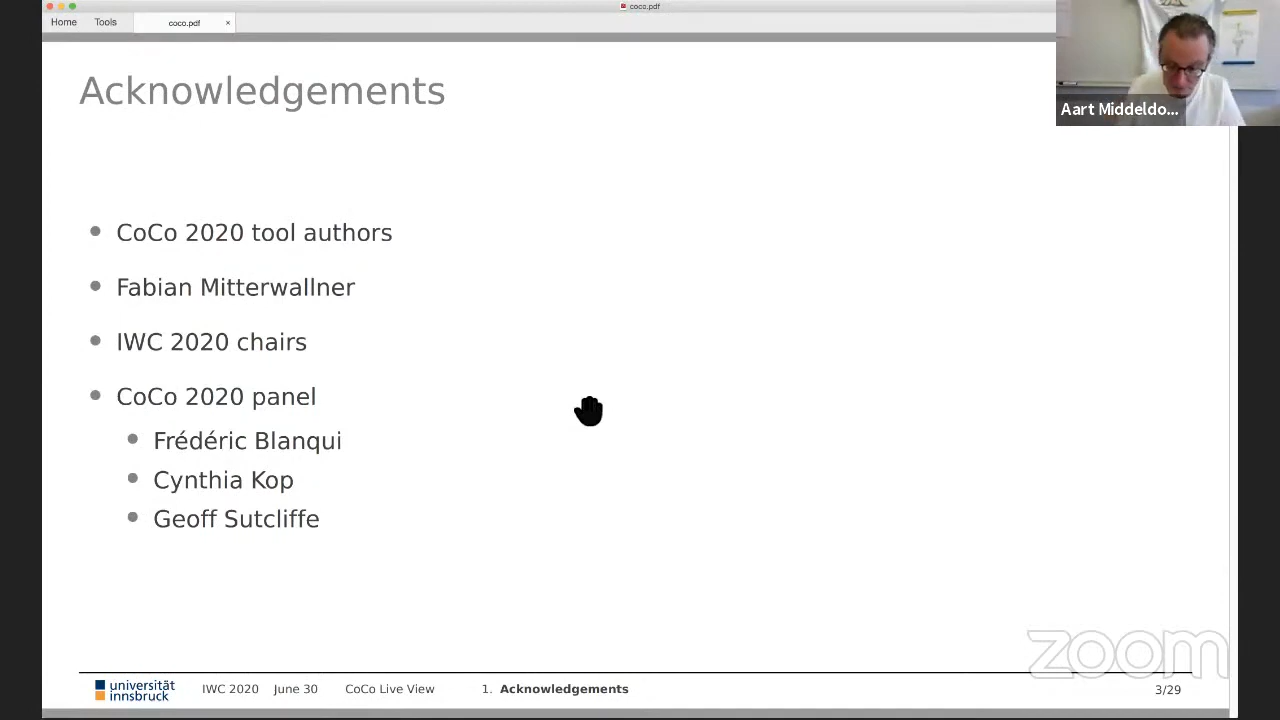 coco.pdf
Home Tools coco.pdf ×
Acknowledgements
Aart Middeldo...
CoCo 2020 tool authors
Fabian Mitterwallner
IWC 2020 chairs
CoCo 2020 panel
Frédéric Blanqui
Cynthia Kop
Geoff Sutcliffe
zoom
universität
innsbruck
IWC 2020 June 30 CoCo Live View 1. Acknowledgements 3/29